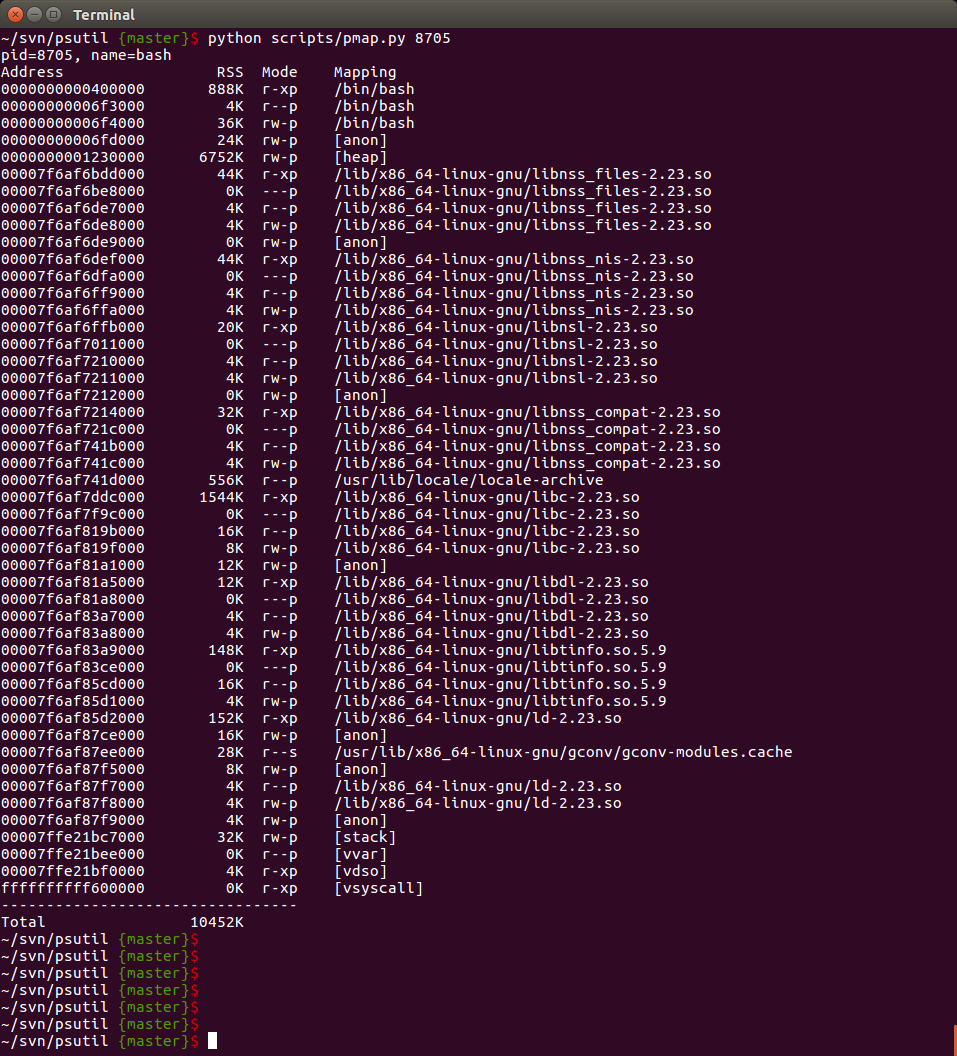 Terminal
~/svn/psutil {master}$ python scripts/pmap.py 8705
pid=8705, name=bash
Address                 RSS  Mode    Mapping
0000000000400000       888K  r-xp    /bin/bash
00000000006f3000         4K  r--p    /bin/bash
00000000006f4000        36K  rw-p    /bin/bash
00000000006fd000        24K  rw-p    [anon]
0000000001230000      6752K  rw-p    [heap]
00007f6af6bdd000        44K  r-xp    /lib/x86_64-linux-gnu/libnss_files-2.23.so
00007f6af6be8000         0K  ---p    /lib/x86_64-linux-gnu/libnss_files-2.23.so
00007f6af6de7000         4K  r--p    /lib/x86_64-linux-gnu/libnss_files-2.23.so
00007f6af6de8000         4K  rw-p    /lib/x86_64-linux-gnu/libnss_files-2.23.so
00007f6af6de9000         0K  rw-p    [anon]
00007f6af6def000        44K  r-xp    /lib/x86_64-linux-gnu/libnss_nis-2.23.so
00007f6af6dfa000         0K  ---p    /lib/x86_64-linux-gnu/libnss_nis-2.23.so
00007f6af6ff9000         4K  r--p    /lib/x86_64-linux-gnu/libnss_nis-2.23.so
00007f6af6ffa000         4K  rw-p    /lib/x86_64-linux-gnu/libnss_nis-2.23.so
00007f6af6ffb000        20K  r-xp    /lib/x86_64-linux-gnu/libnsl-2.23.so
00007f6af7011000         0K  ---p    /lib/x86_64-linux-gnu/libnsl-2.23.so
00007f6af7210000         4K  r--p    /lib/x86_64-linux-gnu/libnsl-2.23.so
00007f6af7211000         4K  rw-p    /lib/x86_64-linux-gnu/libnsl-2.23.so
00007f6af7212000         0K  rw-p    [anon]
00007f6af7214000        32K  r-xp    /lib/x86_64-linux-gnu/libnss_compat-2.23.so
00007f6af721c000         0K  ---p    /lib/x86_64-linux-gnu/libnss_compat-2.23.so
00007f6af741b000         4K  r--p    /lib/x86_64-linux-gnu/libnss_compat-2.23.so
00007f6af741c000         4K  rw-p    /lib/x86_64-linux-gnu/libnss_compat-2.23.so
00007f6af741d000       556K  r--p    /usr/lib/locale/locale-archive
00007f6af7ddc000      1544K  r-xp    /lib/x86_64-linux-gnu/libc-2.23.so
00007f6af7f9c000         0K  ---p    /lib/x86_64-linux-gnu/libc-2.23.so
00007f6af819b000        16K  r--p    /lib/x86_64-linux-gnu/libc-2.23.so
00007f6af819f000         8K  rw-p    /lib/x86_64-linux-gnu/libc-2.23.so
00007f6af81a1000        12K  rw-p    [anon]
00007f6af81a5000        12K  r-xp    /lib/x86_64-linux-gnu/libdl-2.23.so
00007f6af81a8000         0K  ---p    /lib/x86_64-linux-gnu/libdl-2.23.so
00007f6af83a7000         4K  r--p    /lib/x86_64-linux-gnu/libdl-2.23.so
00007f6af83a8000         4K  rw-p    /lib/x86_64-linux-gnu/libdl-2.23.so
00007f6af83a9000       148K  r-xp    /lib/x86_64-linux-gnu/libtinfo.so.5.9
00007f6af83ce000         0K  ---p    /lib/x86_64-linux-gnu/libtinfo.so.5.9
00007f6af85cd000        16K  r--p    /lib/x86_64-linux-gnu/libtinfo.so.5.9
00007f6af85d1000         4K  rw-p    /lib/x86_64-linux-gnu/libtinfo.so.5.9
00007f6af85d2000       152K  r-xp    /lib/x86_64-linux-gnu/ld-2.23.so
00007f6af87ce000        16K  rw-p    [anon]
00007f6af87ee000        28K  r--s    /usr/lib/x86_64-linux-gnu/gconv/gconv-modules.cache
00007f6af87f5000         8K  rw-p    [anon]
00007f6af87f7000         4K  r--p    /lib/x86_64-linux-gnu/ld-2.23.so
00007f6af87f8000         4K  rw-p    /lib/x86_64-linux-gnu/ld-2.23.so
00007f6af87f9000         4K  rw-p    [anon]
00007ffe21bc7000        32K  rw-p    [stack]
00007ffe21bee000         0K  r--p    [vvar]
00007ffe21bf0000         4K  r-xp    [vdso]
ffffffffff600000         0K  r-xp    [vsyscall]
---------------------------------
Total                10452K
~/svn/psutil {master}$
~/svn/psutil {master}$
~/svn/psutil {master}$
~/svn/psutil {master}$
~/svn/psutil {master}$
~/svn/psutil {master}$
~/svn/psutil {master}$